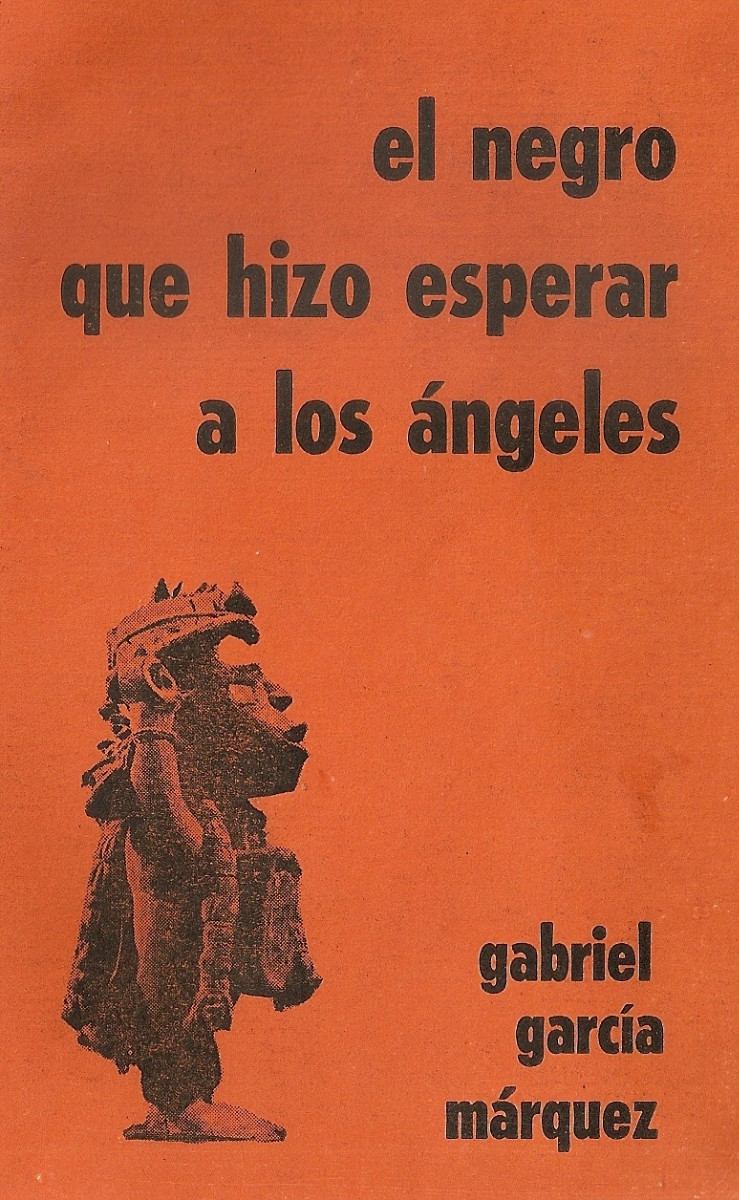 el negro
que hizo esperar
a los ángeles
gabriel
garcía
márquez